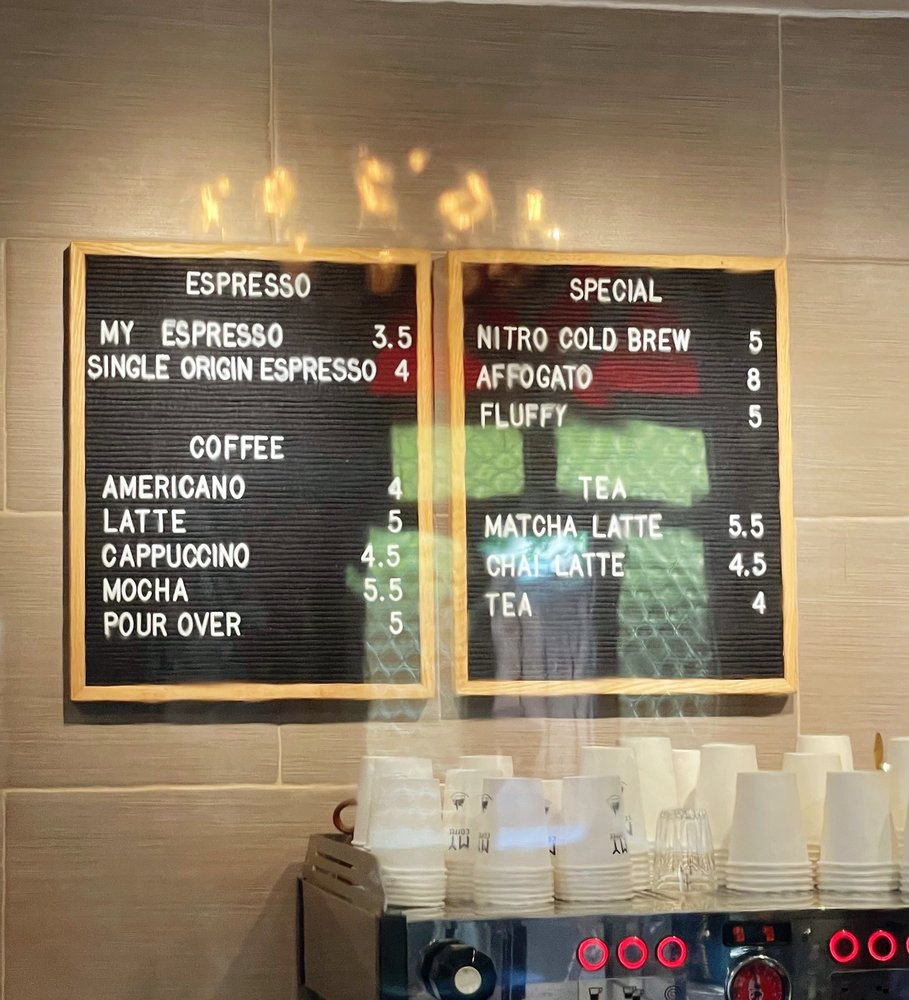 ESPRESSO
MY ESPRESSO 3.5
SINGLE ORIGIN ESPRESSO 4
COFFEE
AMERICANO 4
LATTE 5
CAPPUCCINO 4.5
MOCHA 5.5
POUR OVER 5
SPECIAL
NITRO COLD BREW 5
AFFOGATO 8
FLUFFY 5
TEA
MATCHA LATTE 5.5
CHAI LATTE 4.5
TEA 4
MY